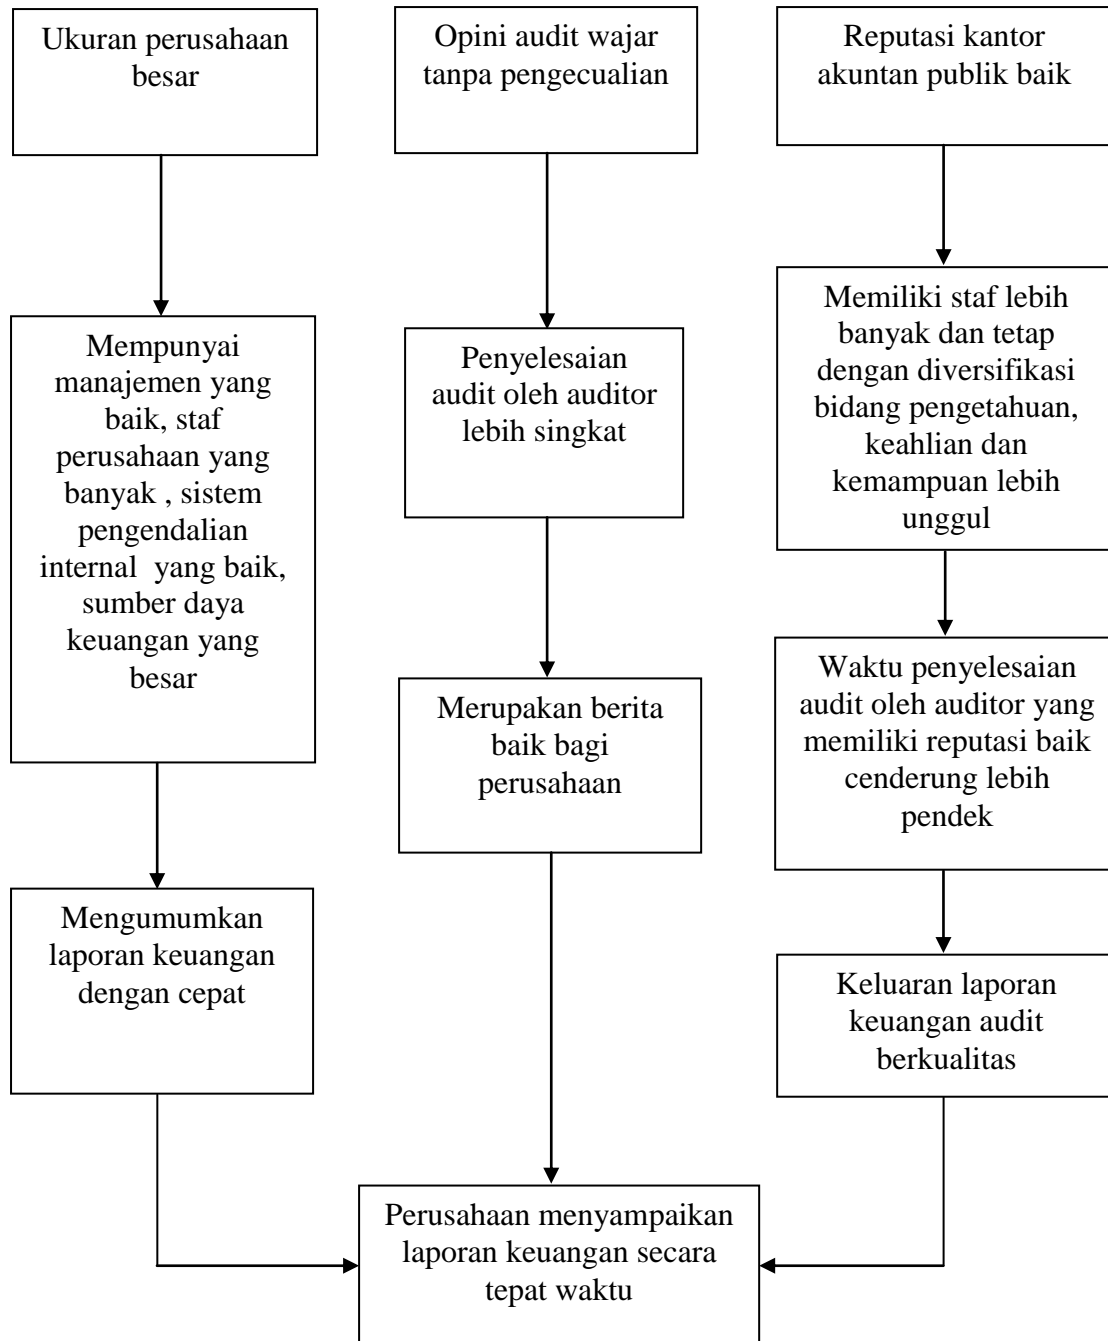 Ukuran perusahaan
besar
Opini audit wajar
tanpa pengecualian
Reputasi kantor
akuntan publik baik
Mempunyai
manajemen yang
baik, staf
perusahaan yang
banyak , sistem
pengendalian
internal  yang baik,
sumber daya
keuangan yang
besar
Penyelesaian
audit oleh auditor
lebih singkat
Memiliki staf lebih
banyak dan tetap
dengan diversifikasi
bidang pengetahuan,
keahlian dan
kemampuan lebih
unggul
Merupakan berita
baik bagi
perusahaan
Waktu penyelesaian
audit oleh auditor yang
memiliki reputasi baik
cenderung lebih
pendek
Mengumumkan
laporan keuangan
dengan cepat
Keluaran laporan
keuangan audit
berkualitas
Perusahaan menyampaikan
laporan keuangan secara
tepat waktu